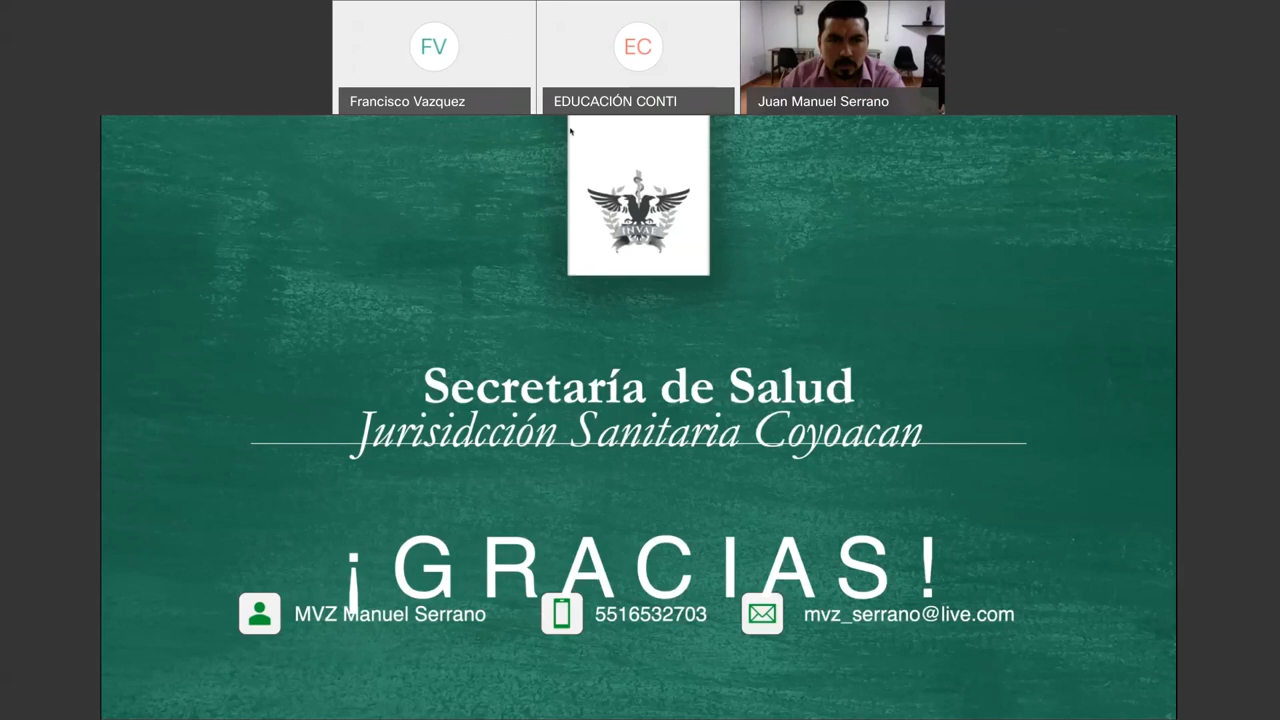 FV
EC
Francisco Vazquez
EDUCACIÓN CONTI
Juan Manuel Serrano
INVAT
Secretaría de Salud
Jurisidcción Sanitaria Coyoacan
¡GRACIAS!
MVZ Manuel Serrano
5516532703
mvz_serrano@live.com